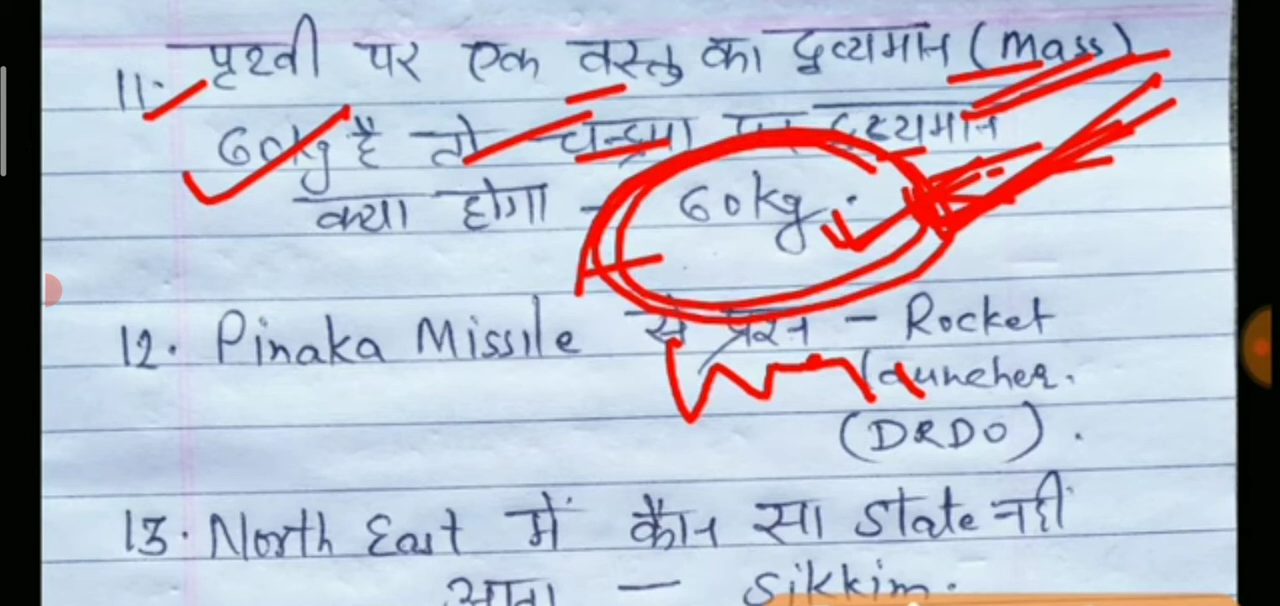 11. पृथ्वी पर एक वस्तु का द्रव्यमान (Mass)
60kg है तो चन्द्रमा पर द्रव्यमान
क्या होगा - 60kg.
12. Pinaka Missile से प्रश्न - Rocket
launcher.
(DRDO).
13. North East में कौन सा state नहीं
आता - Sikkim.